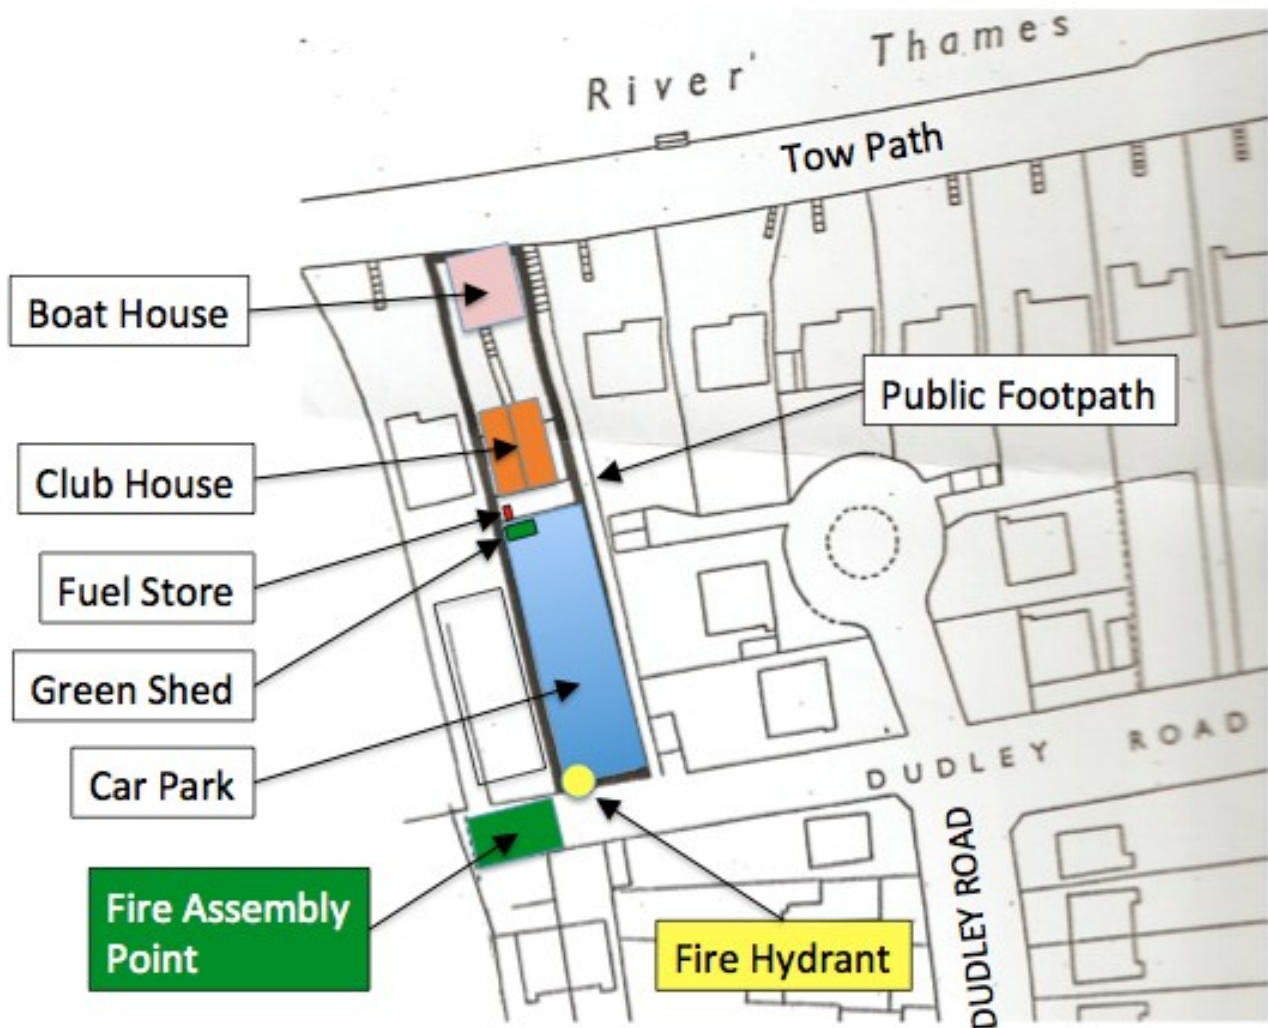 River Thames
Tow Path
Boat House
Public Footpath
Club House
Fuel Store
Green Shed
DUDLEY ROAD
Car Park
DUDLEY ROAD
Fire Assembly
Point
Fire Hydrant